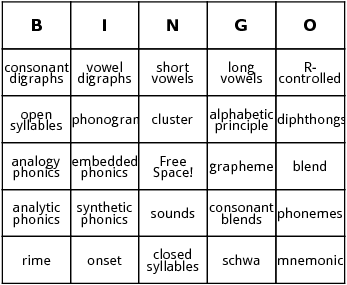 B I N G O
consonant digraphs vowel digraphs short vowels long vowels R-controlled
open syllables phonogram cluster alphabetic principle diphthongs
analogy phonics embedded phonics Free Space! grapheme blend
analytic phonics synthetic phonics sounds consonant blends phonemes
rime onset closed syllables schwa mnemonic